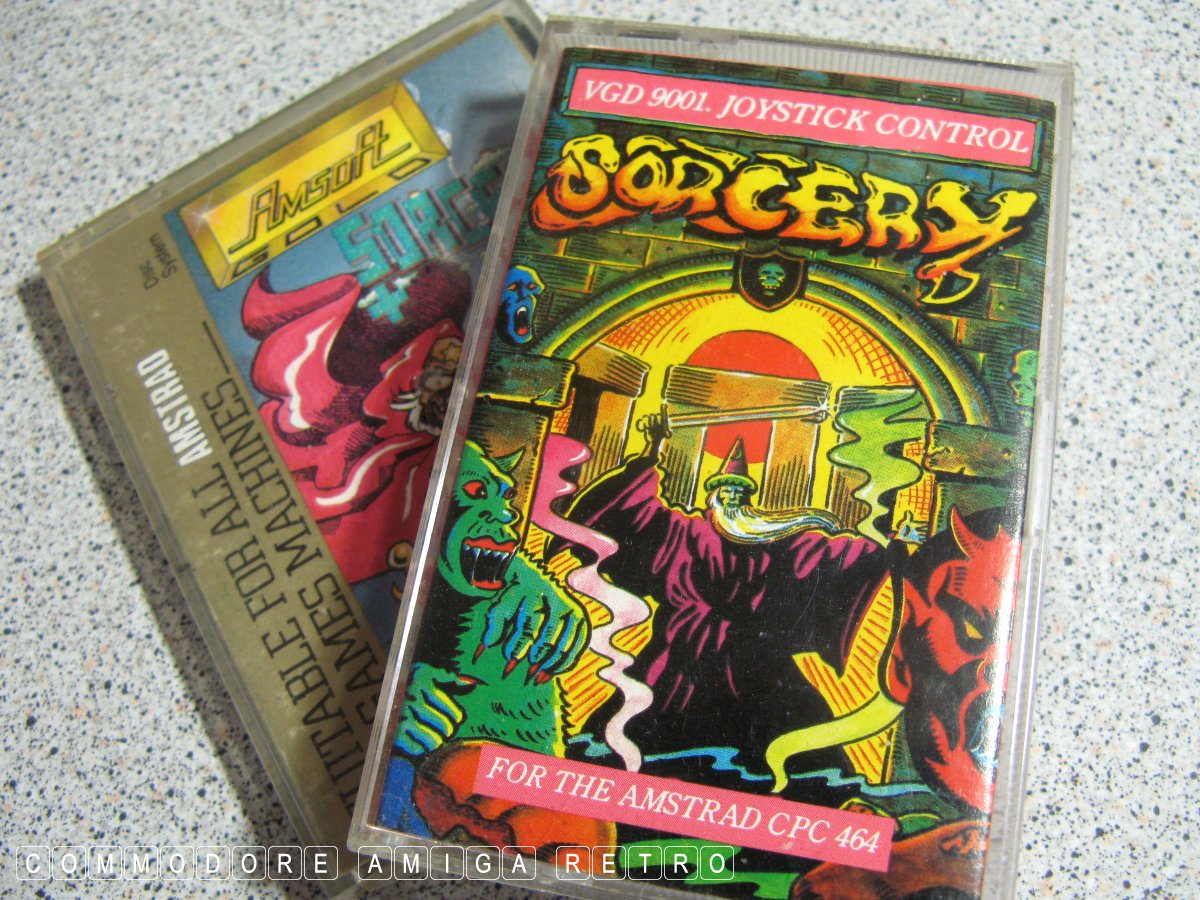 VGD 9001. JOYSTICK CONTROL
SORCERY
FOR THE AMSTRAD CPC 464
Amsoft
GOLD
Disc
System
AMSTRAD
FOR ALL
GAMES MACHINES
COMMODORE AMIGA RETRO